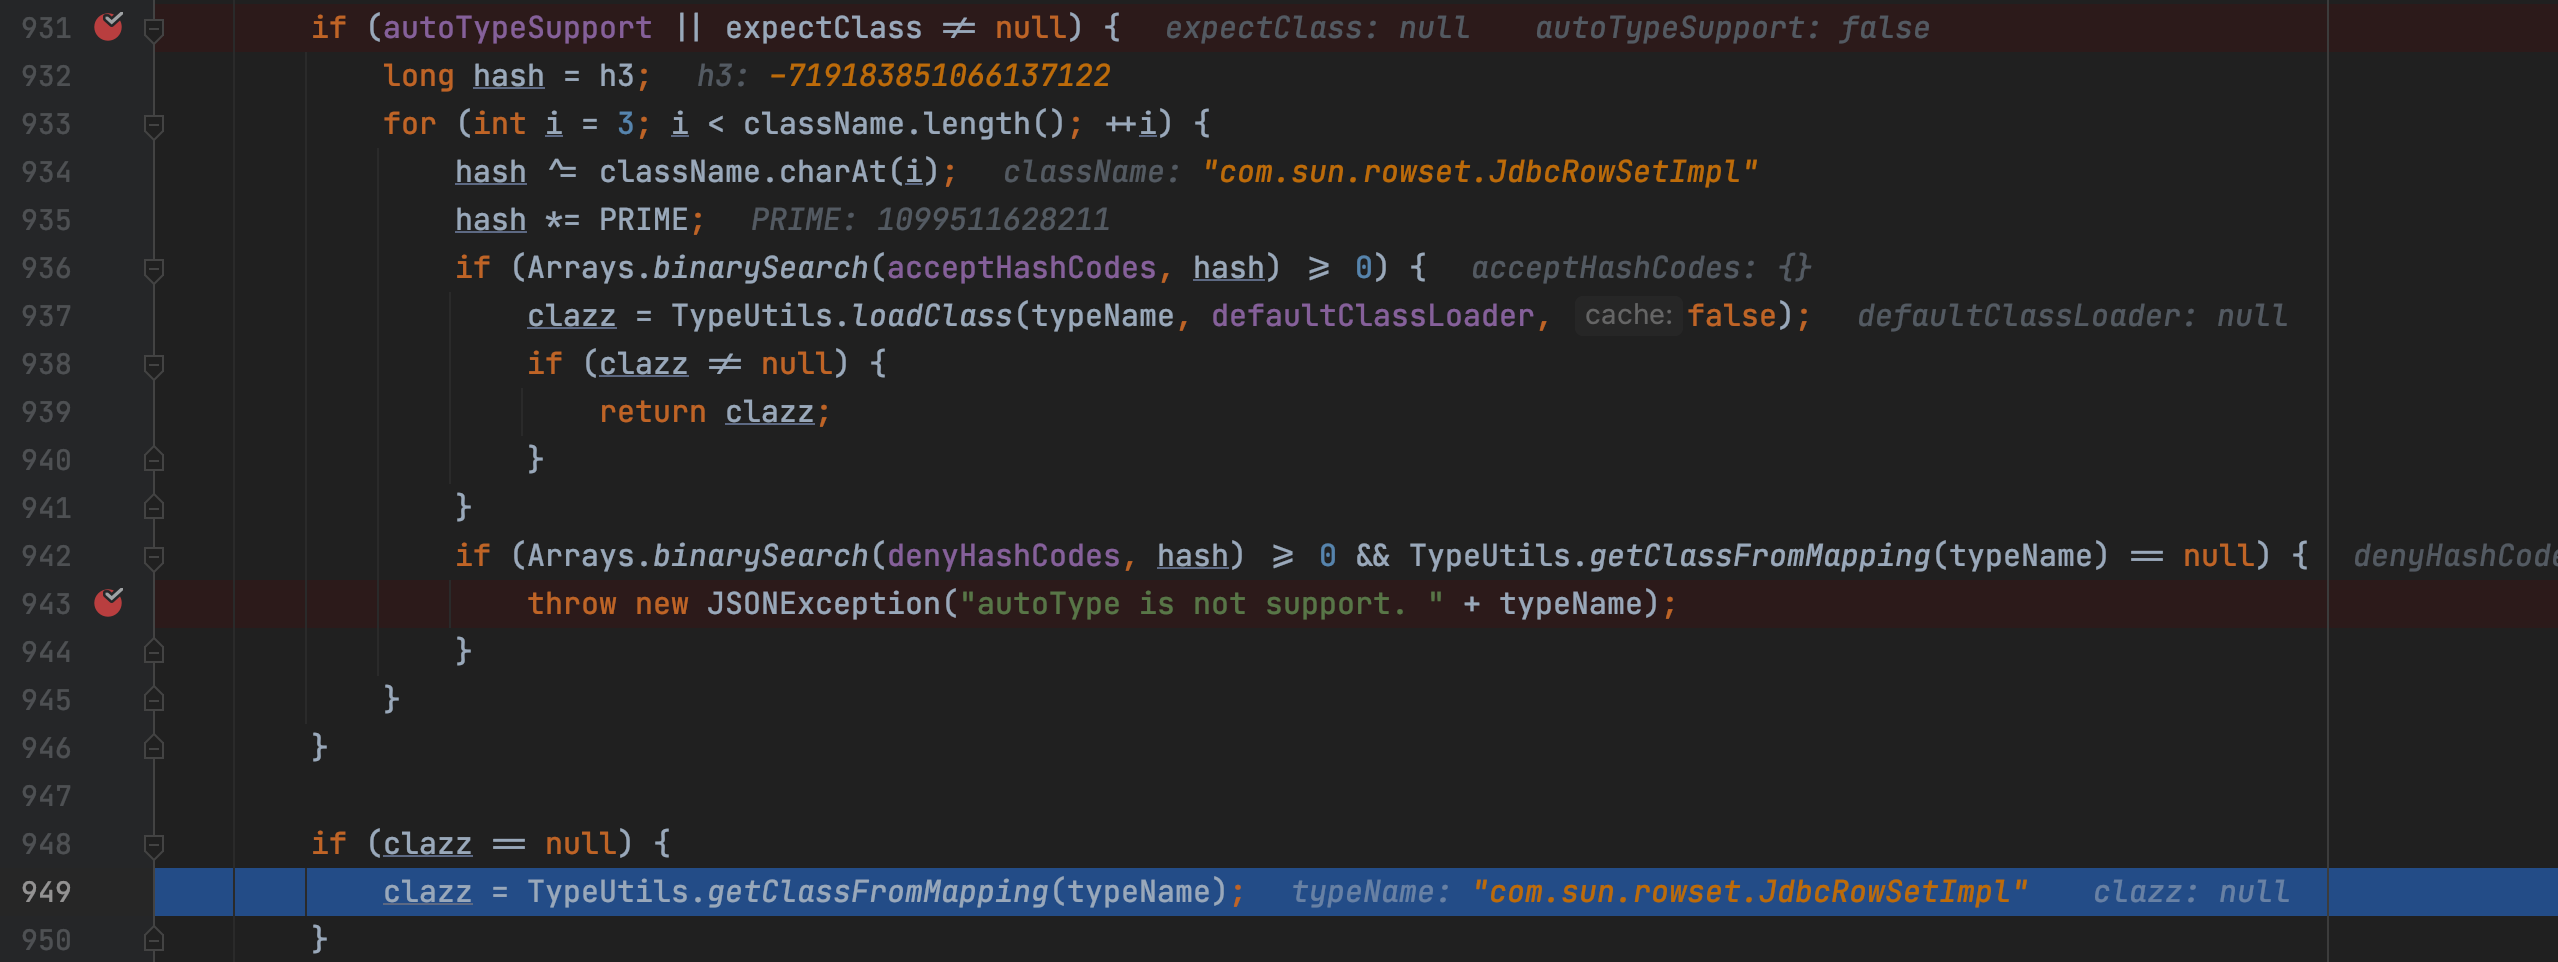 931 if (autoTypeSupport || expectClass != null) { expectClass: null autoTypeSupport: false
932 long hash = h3; h3: -719183851066137122
933 for (int i = 3; i < className.length(); ++i) {
934 hash ^= className.charAt(i); className: "com.sun.rowset.JdbcRowSetImpl"
935 hash *= PRIME; PRIME: 1099511628211
936 if (Arrays.binarySearch(acceptHashCodes, hash) >= 0) { acceptHashCodes: {}
937 clazz = TypeUtils.loadClass(typeName, defaultClassLoader, cache: false); defaultClassLoader: null
938 if (clazz != null) {
939 return clazz;
940 }
941 }
942 if (Arrays.binarySearch(denyHashCodes, hash) >= 0 && TypeUtils.getClassFromMapping(typeName) == null) { denyHashCode
943 throw new JSONException("autoType is not support. " + typeName);
944 }
945 }
946 }
947
948 if (clazz == null) {
949 clazz = TypeUtils.getClassFromMapping(typeName); typeName: "com.sun.rowset.JdbcRowSetImpl" clazz: null
950 }